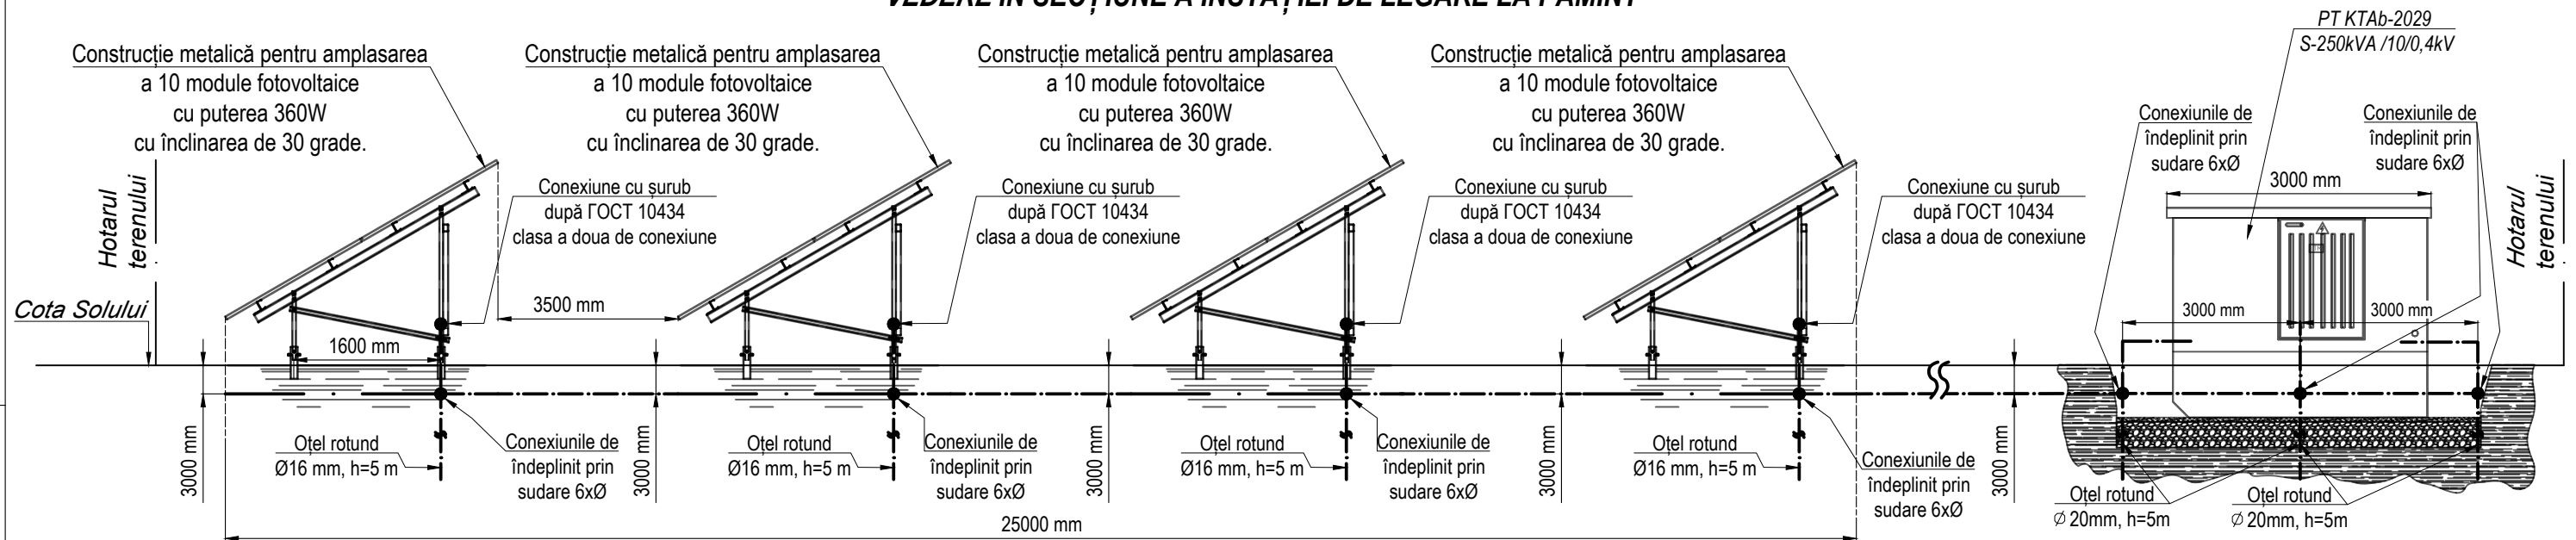 VEDERE ÎN SECȚIUNE A INSTAȚIEI DE LEGARE LA PĂMÎNT
PT KTAb-2029
S-250kVA /10/0,4kV
Construcție metalică pentru amplasarea
a 10 module fotovoltaice
cu puterea 360W
cu înclinarea de 30 grade.
Construcție metalică pentru amplasarea
a 10 module fotovoltaice
cu puterea 360W
cu înclinarea de 30 grade.
Construcție metalică pentru amplasarea
a 10 module fotovoltaice
cu puterea 360W
cu înclinarea de 30 grade.
Construcție metalică pentru amplasarea
a 10 module fotovoltaice
cu puterea 360W
cu înclinarea de 30 grade.
Conexiunile de
îndeplinit prin
sudare 6xØ
Conexiunile de
îndeplinit prin
sudare 6xØ
Hotarul
terenului
Conexiune cu șurub
după ГОСТ 10434
clasa a doua de conexiune
Conexiune cu șurub
după ГОСТ 10434
clasa a doua de conexiune
Conexiune cu șurub
după ГОСТ 10434
clasa a doua de conexiune
Conexiune cu șurub
după ГОСТ 10434
clasa a doua de conexiune
3000 mm
Hotarul
terenului
Cota Solului
3500 mm
1600 mm
3000 mm
3000 mm
3000 mm
Oțel rotund
Ø16 mm, h=5 m
Conexiunile de
îndeplinit prin
sudare 6xØ
3000 mm
Oțel rotund
Ø16 mm, h=5 m
Conexiunile de
îndeplinit prin
sudare 6xØ
3000 mm
Oțel rotund
Ø16 mm, h=5 m
Conexiunile de
îndeplinit prin
sudare 6xØ
3000 mm
Oțel rotund
Ø16 mm, h=5 m
Conexiunile de
îndeplinit prin
sudare 6xØ
3000 mm
Oțel rotund
Ø 20mm, h=5m
Oțel rotund
Ø 20mm, h=5m
25000 mm